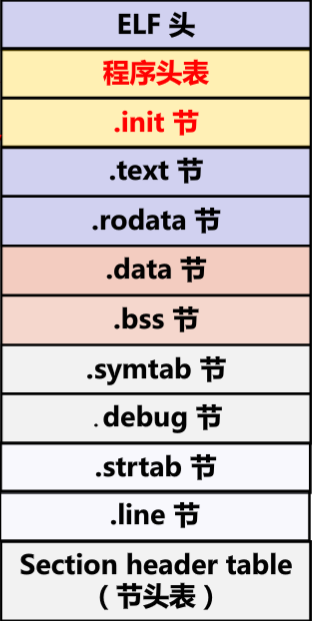 ELF 头
程序头表
.init 节
.text 节
.rodata 节
.data 节
.bss 节
.symtab 节
.debug 节
.strtab 节
.line 节
Section header table
（节头表）